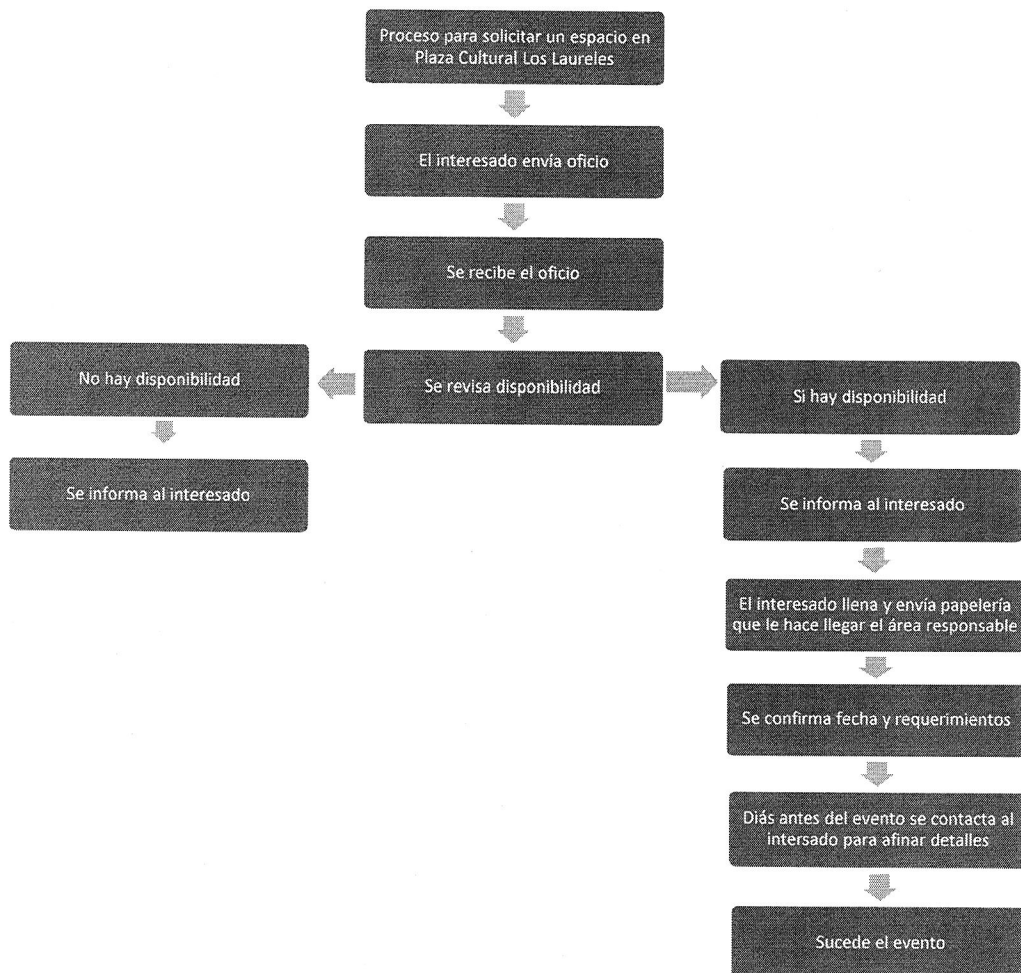 Proceso para solicitar un espacio en
Plaza Cultural Los Laureles
El interesado envía oficio
Se recibe el oficio
Se revisa disponibilidad
No hay disponibilidad
Se informa al interesado
Si hay disponibilidad
Se informa al interesado
El interesado llena y envía papelería
que le hace llegar el área responsable
Se confirma fecha y requerimientos
Diás antes del evento se contacta al
intersado para afinar detalles
Sucede el evento